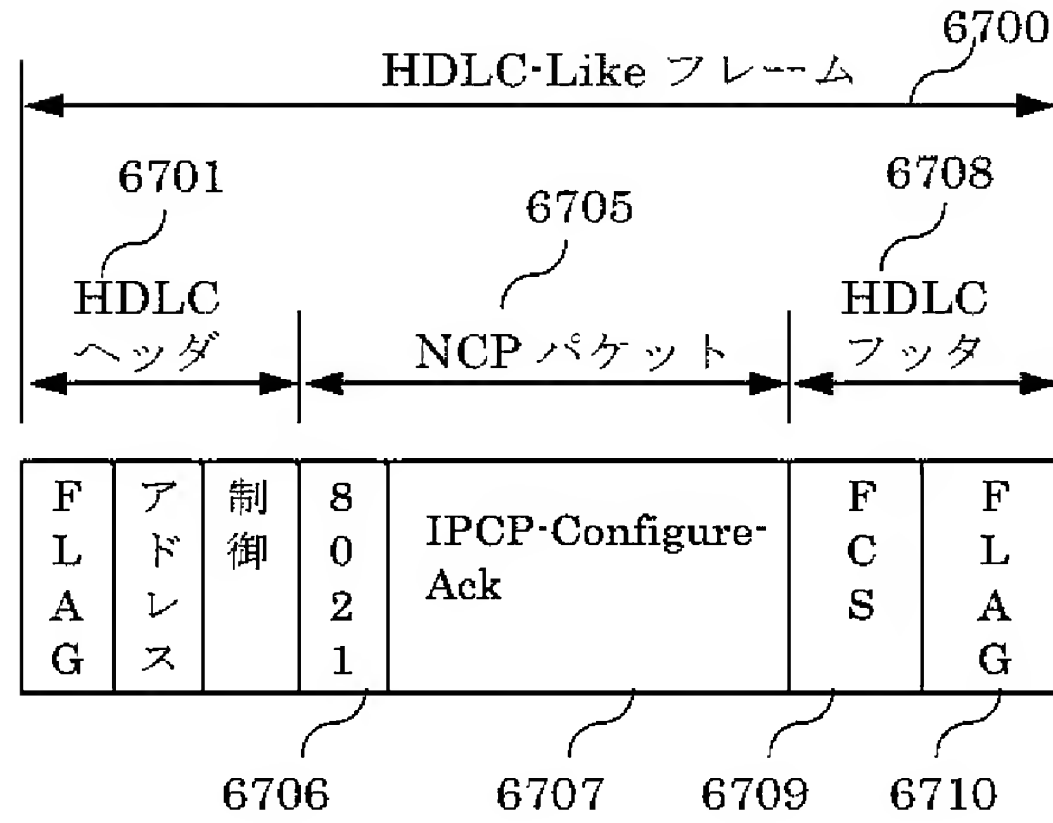 6700
HDLC-Like フレーム
6701
6705
6708
HDLC
ヘッダ
NCP パケット
HDLC
フッタ
FLAG
アドレス
制御
8021
IPCP-Configure-
Ack
FCS
FLAG
6706
6707
6709
6710